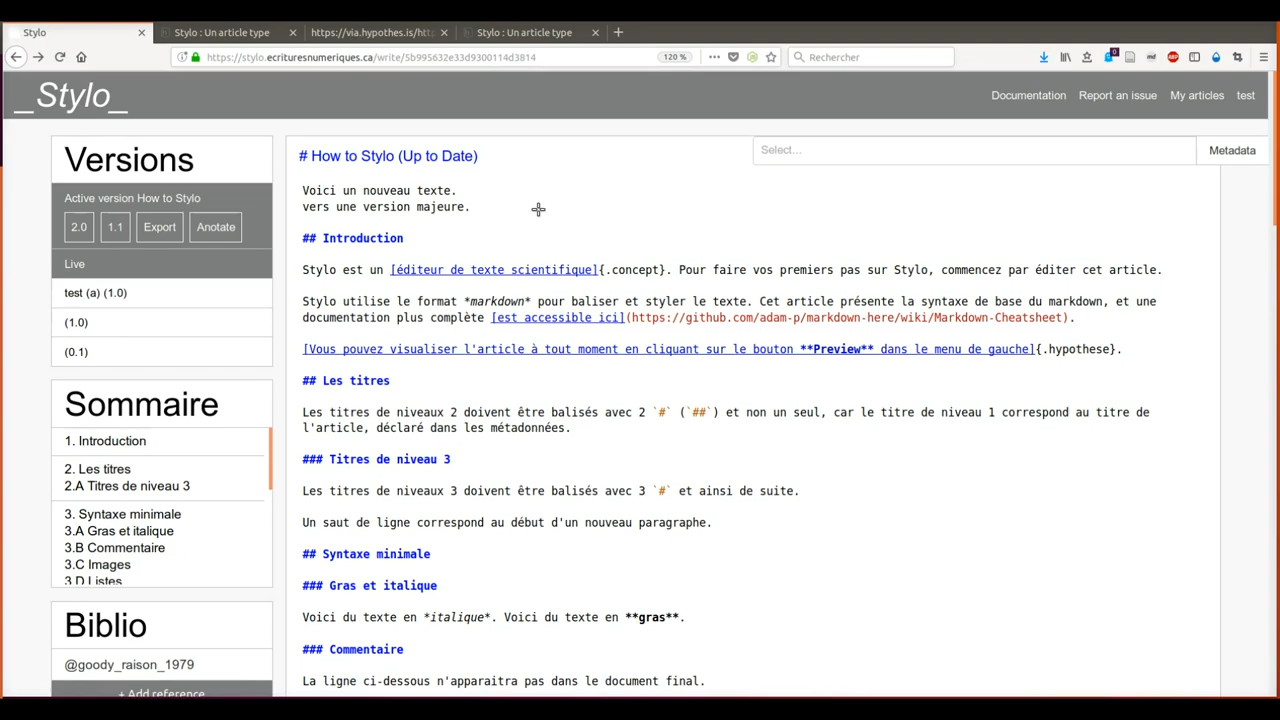 Stylo
Stylo : Un article type
https://via.hypothes.is/http
Stylo : Un article type
https://stylo.ecrituresnumeriques.ca/write/5b995632e33d9300114d3814
120 %
Rechercher
_Stylo_
Documentation
Report an issue
My articles
test
Versions
Active version How to Stylo
2.0
1.1
Export
Anotate
Live
test (a) (1.0)
(1.0)
(0.1)
Sommaire
1. Introduction
2. Les titres
2.A Titres de niveau 3
3. Syntaxe minimale
3.A Gras et italique
3.B Commentaire
3.C Images
3.D Listes
Biblio
@goody_raison_1979
+ Add reference
# How to Stylo (Up to Date)
Select...
Metadata
Voici un nouveau texte.
vers une version majeure.
## Introduction
Stylo est un [éditeur de texte scientifique]{.concept}. Pour faire vos premiers pas sur Stylo, commencez par éditer cet article.
Stylo utilise le format *markdown* pour baliser et styler le texte. Cet article présente la syntaxe de base du markdown, et une
documentation plus complète [est accessible ici](https://github.com/adam-p/markdown-here/wiki/Markdown-Cheatsheet).
[Vous pouvez visualiser l'article à tout moment en cliquant sur le bouton **Preview** dans le menu de gauche]{.hypothese}.
## Les titres
Les titres de niveaux 2 doivent être balisés avec 2 `#` (`##`) et non un seul, car le titre de niveau 1 correspond au titre de
l'article, déclaré dans les métadonnées.
### Titres de niveau 3
Les titres de niveaux 3 doivent être balisés avec 3 `#` et ainsi de suite.
Un saut de ligne correspond au début d'un nouveau paragraphe.
## Syntaxe minimale
### Gras et italique
Voici du texte en *italique*. Voici du texte en **gras**.
### Commentaire
La ligne ci-dessous n'apparaitra pas dans le document final.